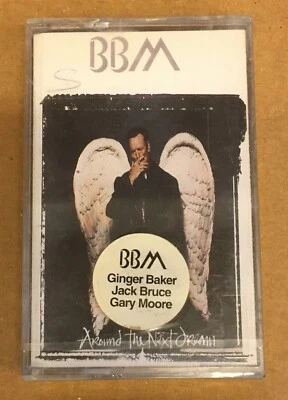 BBM
S
BBM
Ginger Baker
Jack Bruce
Gary Moore
Around the Next Dream